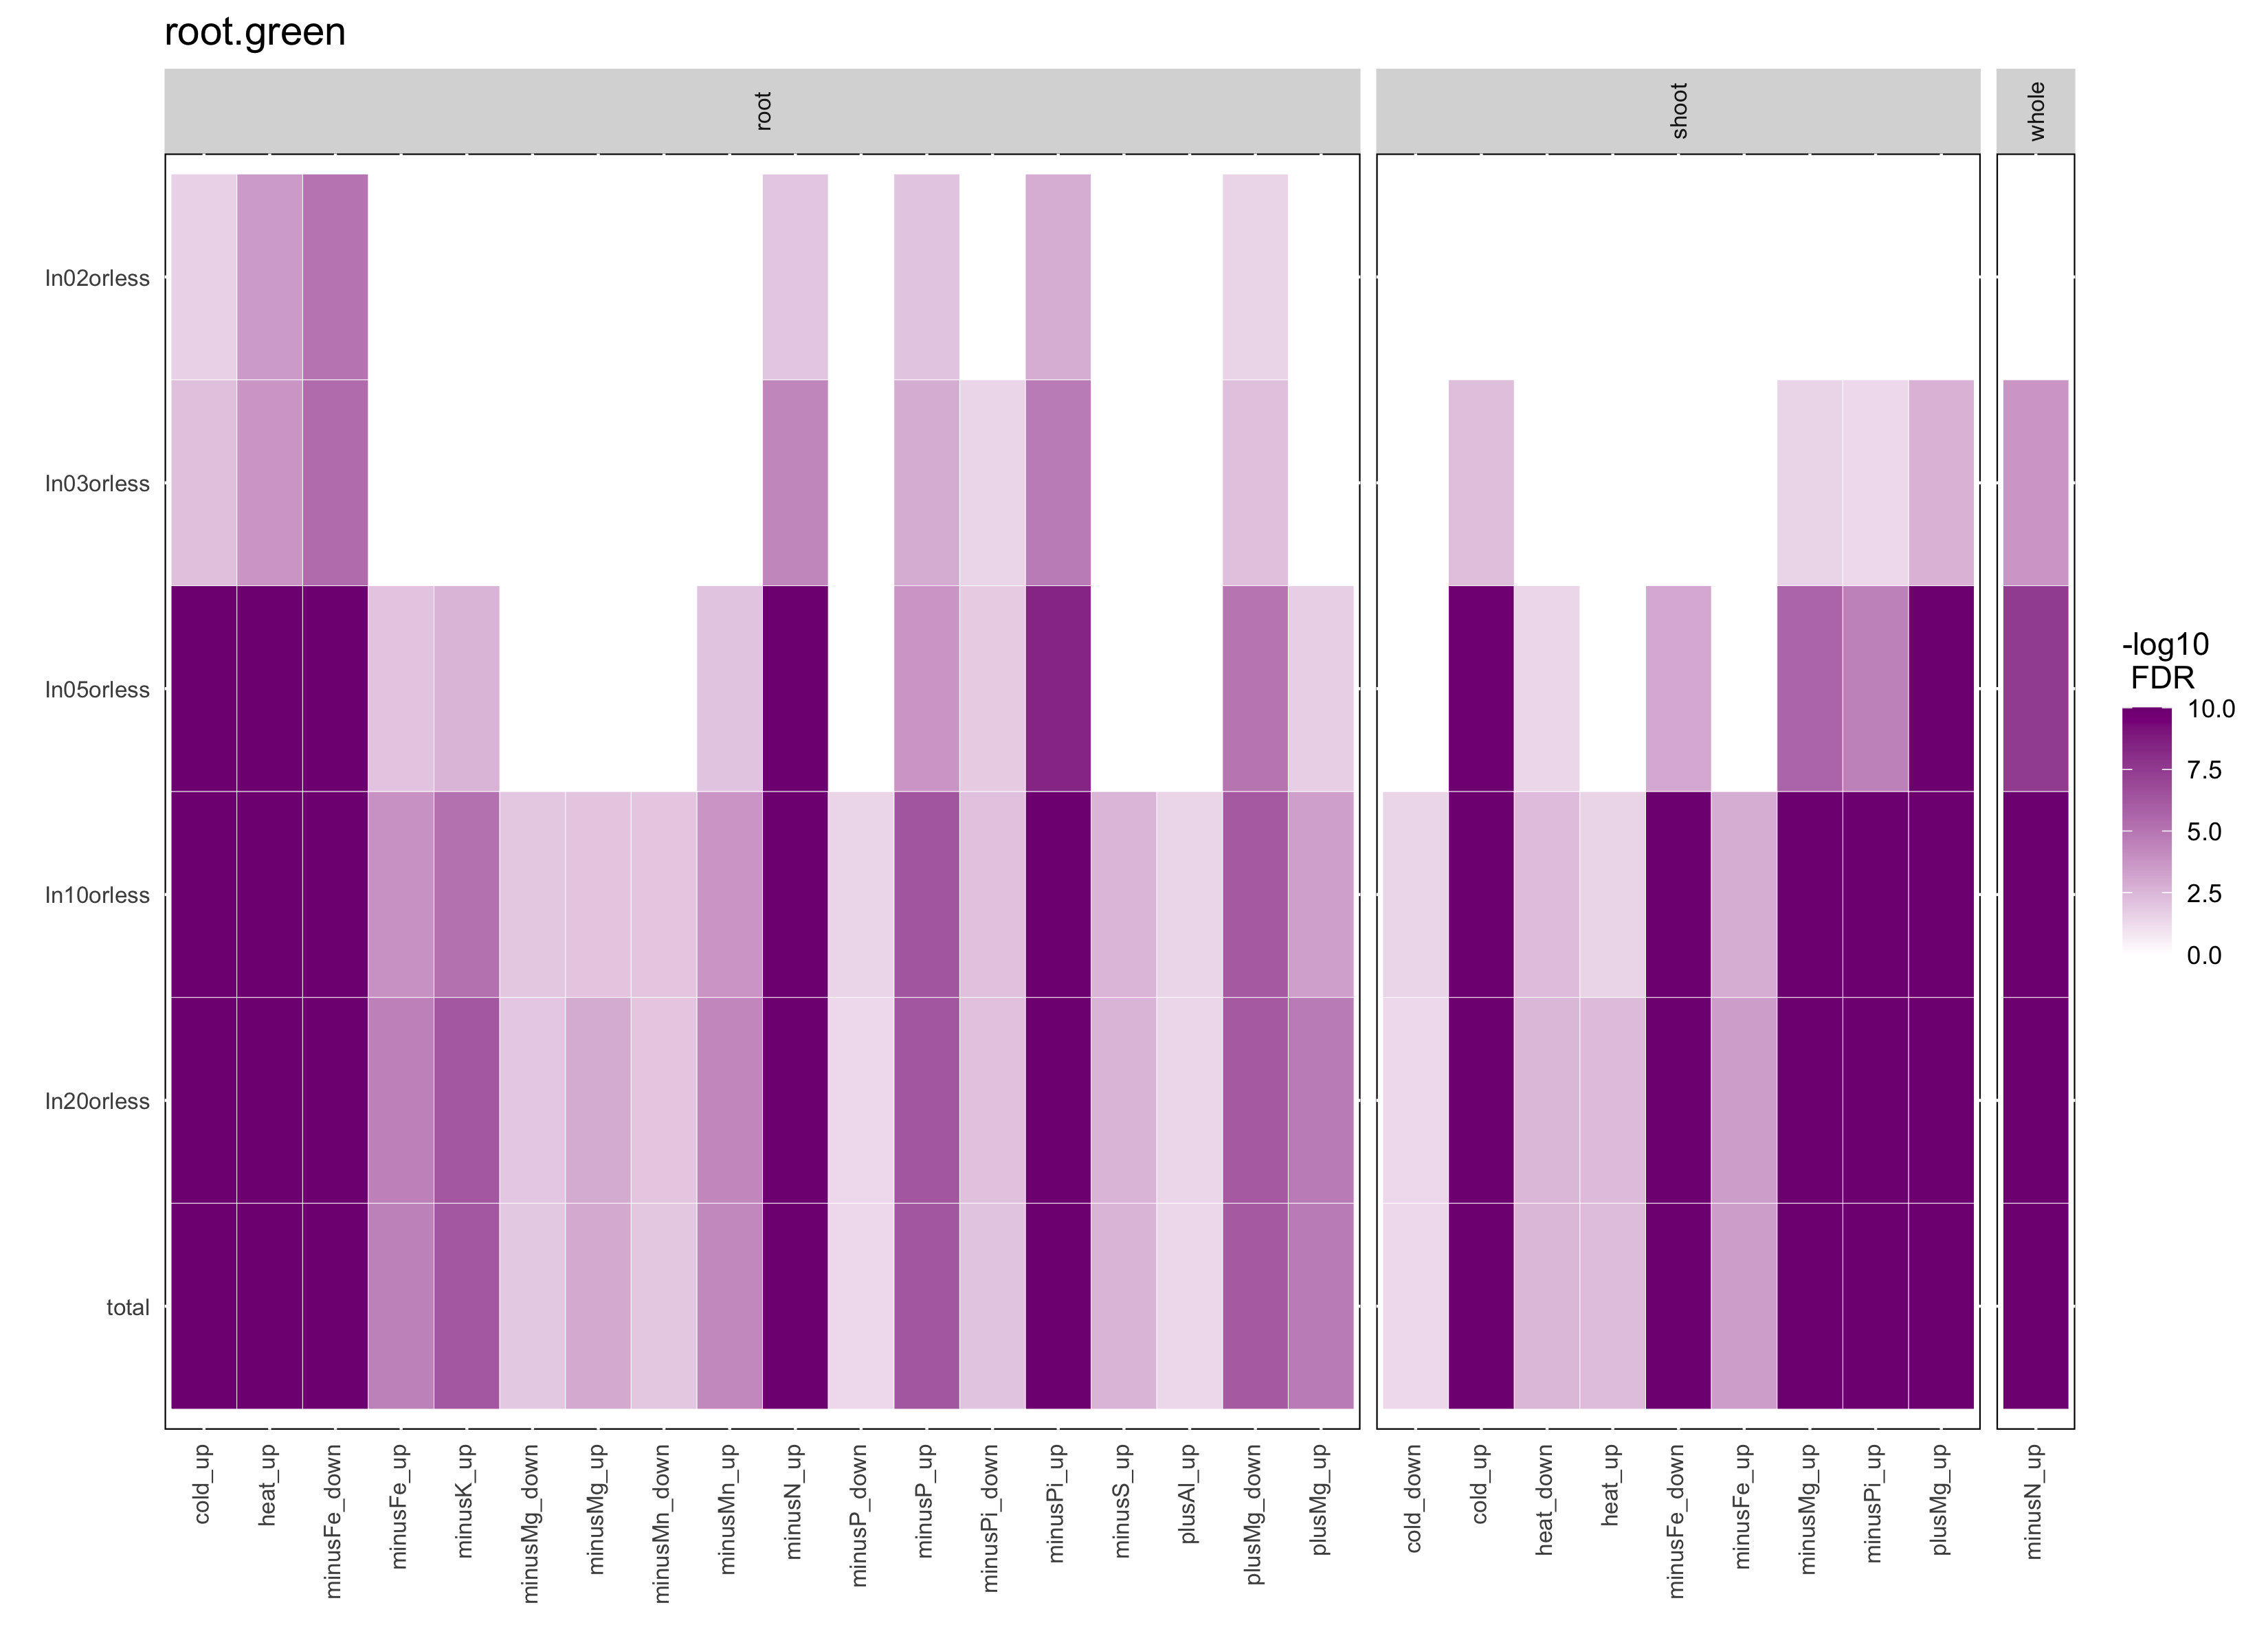 root.green
root
shoot
whole
In02orless
In03orless
In05orless
In10orless
In20orless
total
cold_up
heat_up
minusFe_down
minusFe_up
minusK_up
minusMg_down
minusMg_up
minusMn_down
minusMn_up
minusN_up
minusP_down
minusP_up
minusPi_down
minusPi_up
minusS_up
plusAl_up
plusMg_down
plusMg_up
cold_down
cold_up
heat_down
heat_up
minusFe_down
minusFe_up
minusMg_up
minusPi_up
plusMg_up
minusN_up
-log10
FDR
10.0
7.5
5.0
2.5
0.0